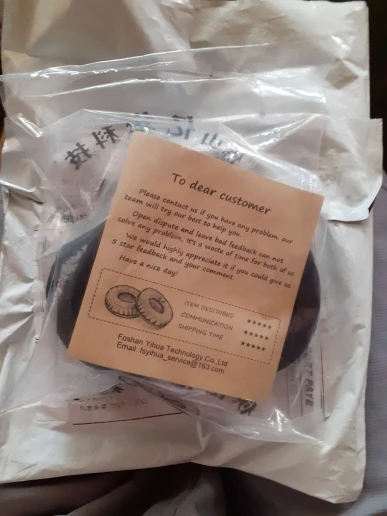 科技
To dear customer
Please contact us if you have any problem, our
team will try our best to help you
Open dispute and leave bad feedback can not
solve any problem, it's a waste of time for both of us
We would highly appreciate it if you could give us
5 star feedback and your comment.
Have a nice day!
ITEM DESCRIBED ★★★★★
COMMUNICATION ★★★★★
SHIPPING TIME ★★★★★
Foshan Yihua Technology Co.,Ltd
Email fsyihua_service@163.com